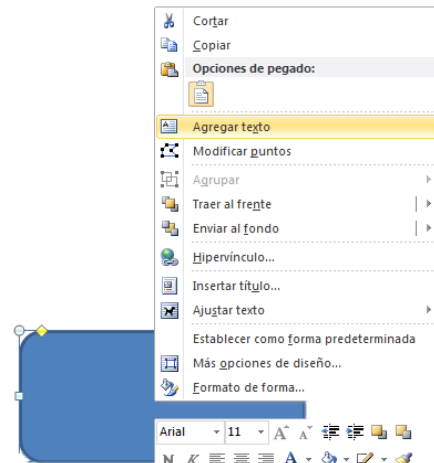 Cortar
Copiar
Opciones de pegado:
Agregar texto
Modificar puntos
Agrupar
Traer al frente
Enviar al fondo
Hipervínculo...
Insertar título...
Ajustar texto
Establecer como forma predeterminada
Más opciones de diseño...
Formato de forma...
Arial 11 A A
N K A